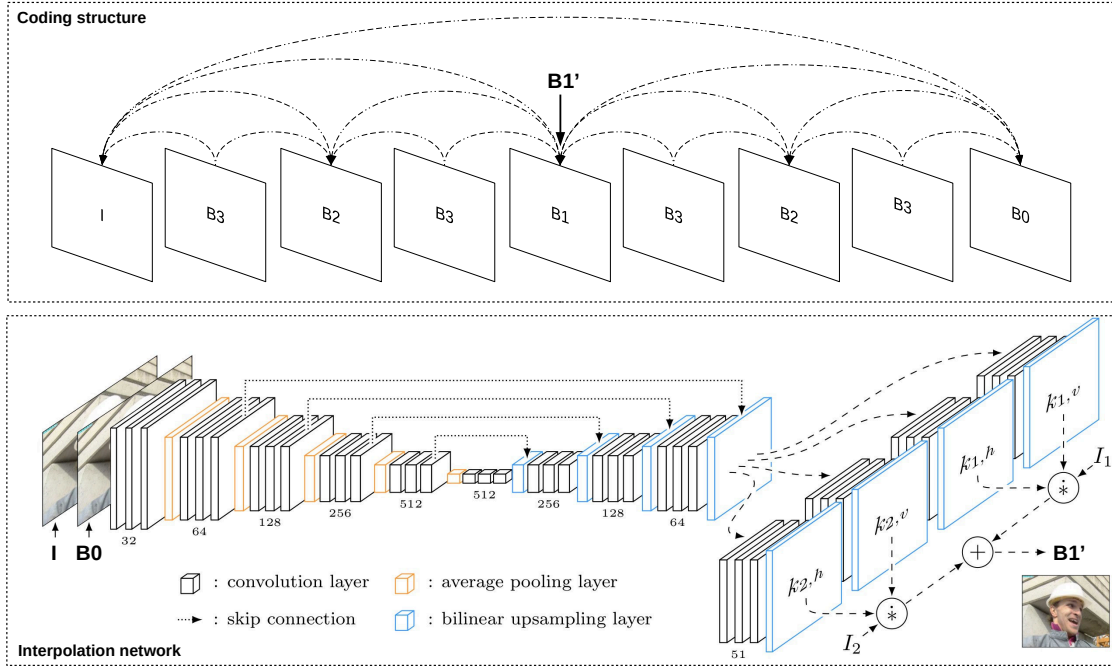 Coding structure
B1’
I
B3
B2
B3
B1
B3
B2
B3
B0
32
64
128
256
512
512
256
128
64
51
I
B0
: convolution layer
: average pooling layer
: skip connection
: bilinear upsampling layer
k1,v
k1,h
k2,v
k2,h
I1
*
+
B1’
*
I2
Interpolation network